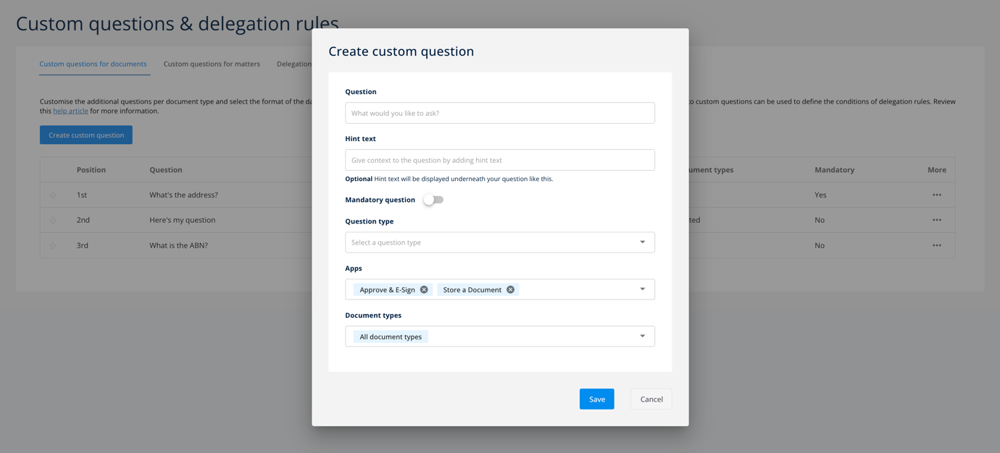 Custom questions & delegation rules
Custom questions for documents Custom questions for matters Delegation
Customise the additional questions per document type and select the format of the da
o custom questions can be used to define the conditions of delegation rules. Review
this help article for more information.
Create custom question
Position Question ument types Mandatory More
1st What's the address? Yes
2nd Here's my question ted No
3rd What is the ABN? No
Create custom question
Question
What would you like to ask?
Hint text
Give context to the question by adding hint text
Optional Hint text will be displayed underneath your question like this.
Mandatory question
Question type
Select a question type
Apps
Approve & E-Sign Store a Document
Document types
All document types
Save Cancel